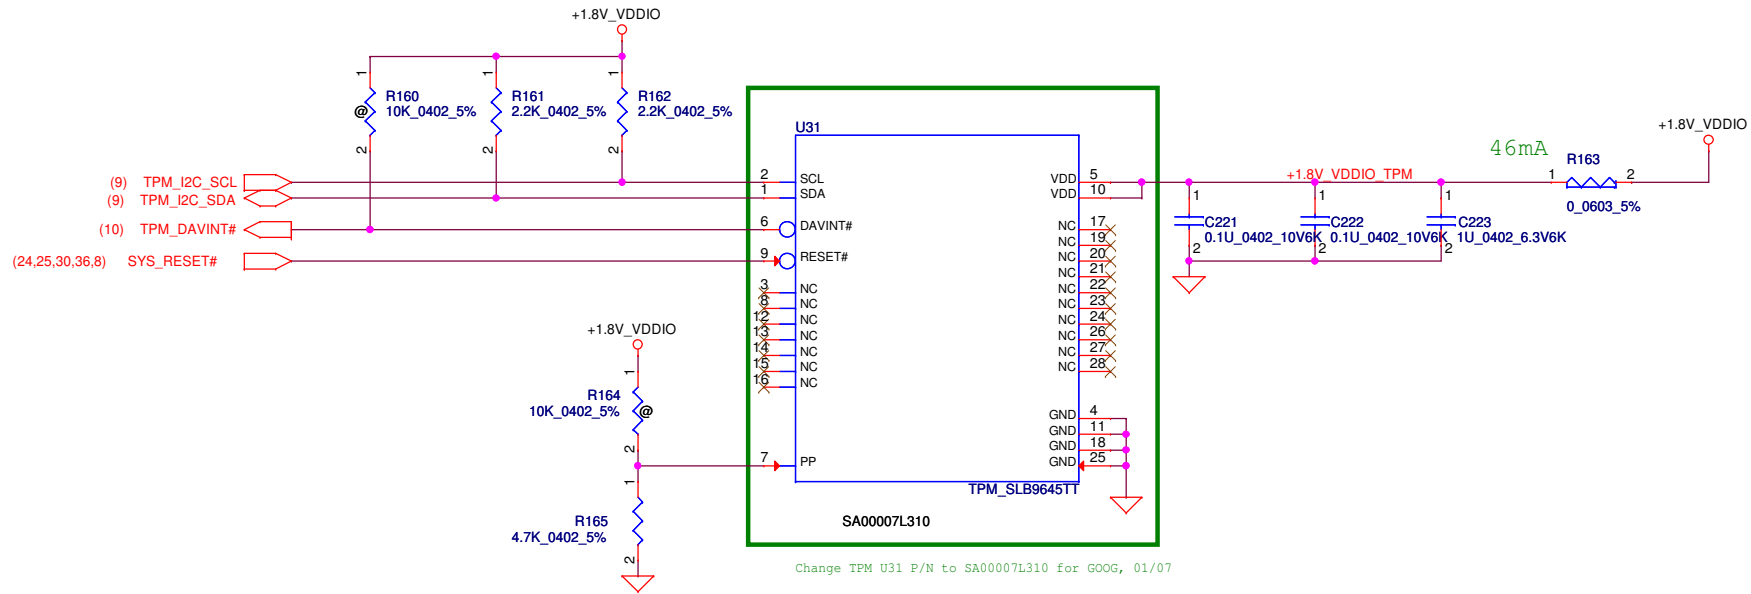 +1.8V_VDDIO
1 1 1
@ R160 R161 R162
10K_0402_5% 2.2K_0402_5% 2.2K_0402_5%
2 2 2
(9) TPM_I2C_SCL
(9) TPM_I2C_SDA
(10) TPM_DAVINT#
(24,25,30,36,8) SYS_RESET#
U31
2 SCL
1 SDA
6 DAVINT#
9 RESET#
3 NC
8 NC
12 NC
13 NC
14 NC
15 NC
16 NC
7 PP
VDD 5
VDD 10
NC 17
NC 19
NC 20
NC 21
NC 22
NC 23
NC 24
NC 26
NC 27
NC 28
GND 4
GND 11
GND 18
GND 25
TPM_SLB9645TT
SA00007L310
Change TPM U31 P/N to SA00007L310 for GOOG, 01/07
+1.8V_VDDIO
1
R164
10K_0402_5% @
2
1
R165
4.7K_0402_5%
2
+1.8V_VDDIO
46mA
R163
+1.8V_VDDIO_TPM 1 2
0_0603_5%
1 1 1
C221 C222 C223
0.1U_0402_10V6K 0.1U_0402_10V6K 1U_0402_6.3V6K
2 2 2